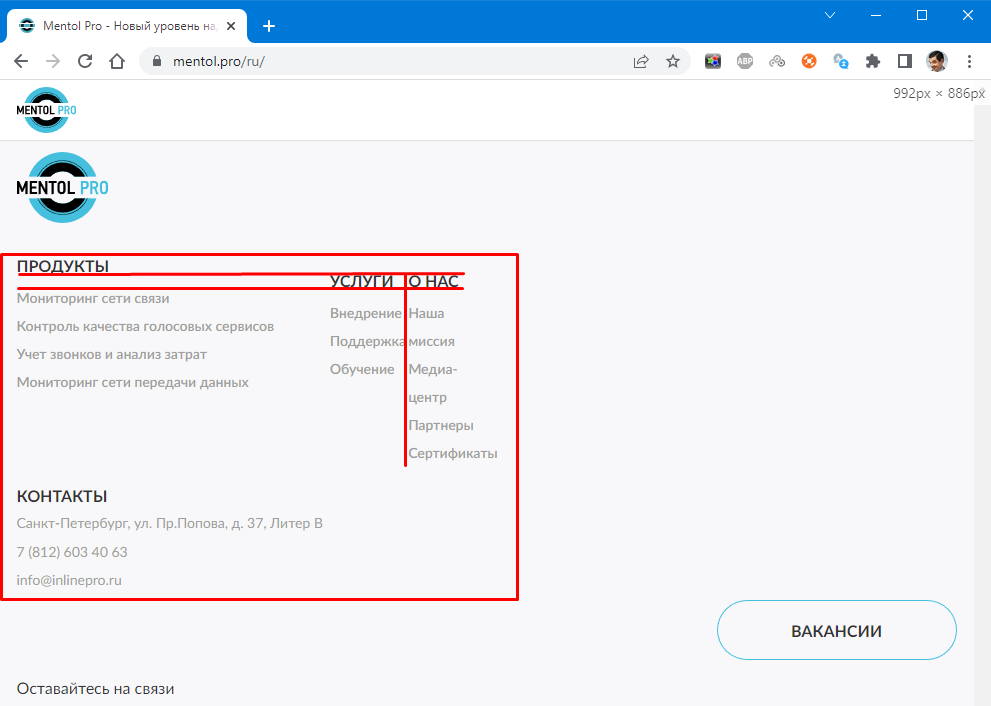 Mentol Pro - Новый уровень на
mentol.pro/ru/
ABP
992px × 886px
MENTOL PRO
MENTOL PRO
ПРОДУКТЫ
Мониторинг сети связи
Контроль качества голосовых сервисов
Учет звонков и анализ затрат
Мониторинг сети передачи данных
УСЛУГИ
Внедрение
Поддержка
Обучение
О НАС
Наша
миссия
Медиа-
центр
Партнеры
Сертификаты
КОНТАКТЫ
Санкт-Петербург, ул. Пр.Попова, д. 37, Литер В
7 (812) 603 40 63
info@inlinepro.ru
ВАКАНСИИ
Оставайтесь на связи